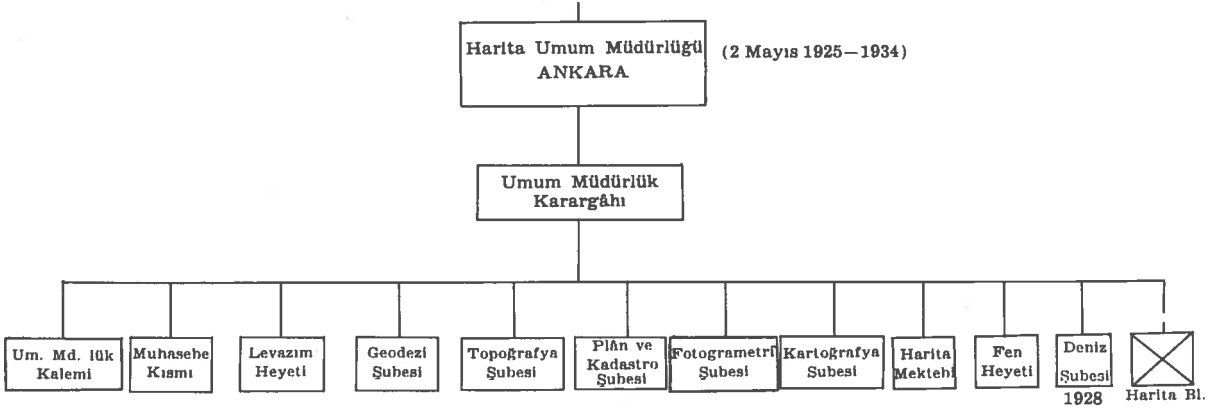 Harita Umum Müdürlüğü
ANKARA
(2 Mayıs 1925—1934)
Umum Müdürlük
Karargâhı
Um. Md. lük
Kalemi
Muhasebe
Kısmı
Levazım
Heyeti
Geodezi
Şubesi
Topoğrafya
Şubesi
Plân ve
Kadastro
Şubesi
Fotogrametri
Şubesi
Kartoğrafya
Şubesi
Harita
Mektebi
Fen
Heyeti
Deniz
Şubesi
1928
Harita Bl.